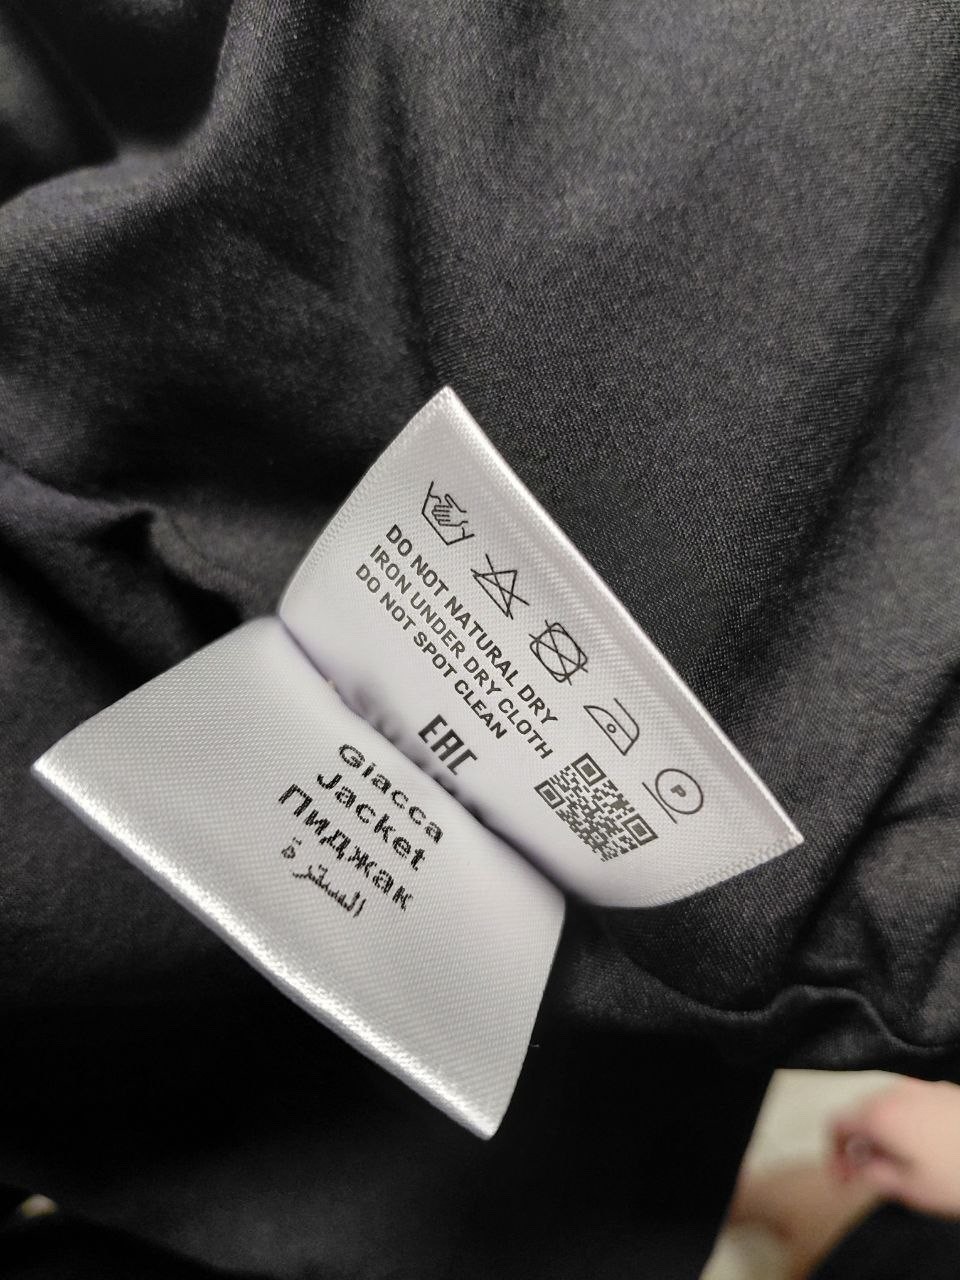 DO NOT NATURAL DRY
IRON UNDER DRY CLOTH
DO NOT SPOT CLEAN
EAC
P
Giacca
Jacket
Пиджак
السترة